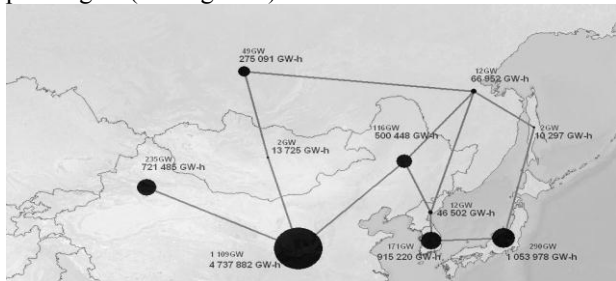 49GW
275 091 GW-h
12GW
66 952 GW-h
2GW
10 297 GW-h
116GW
500 448 GW-h
2GW
13 725 GW-h
235GW
721 485 GW-h
12GW
46 502 GW-h
1 109GW
4 737 882 GW-h
171GW
915 220 GW-h
290GW
1 053 978 GW-h